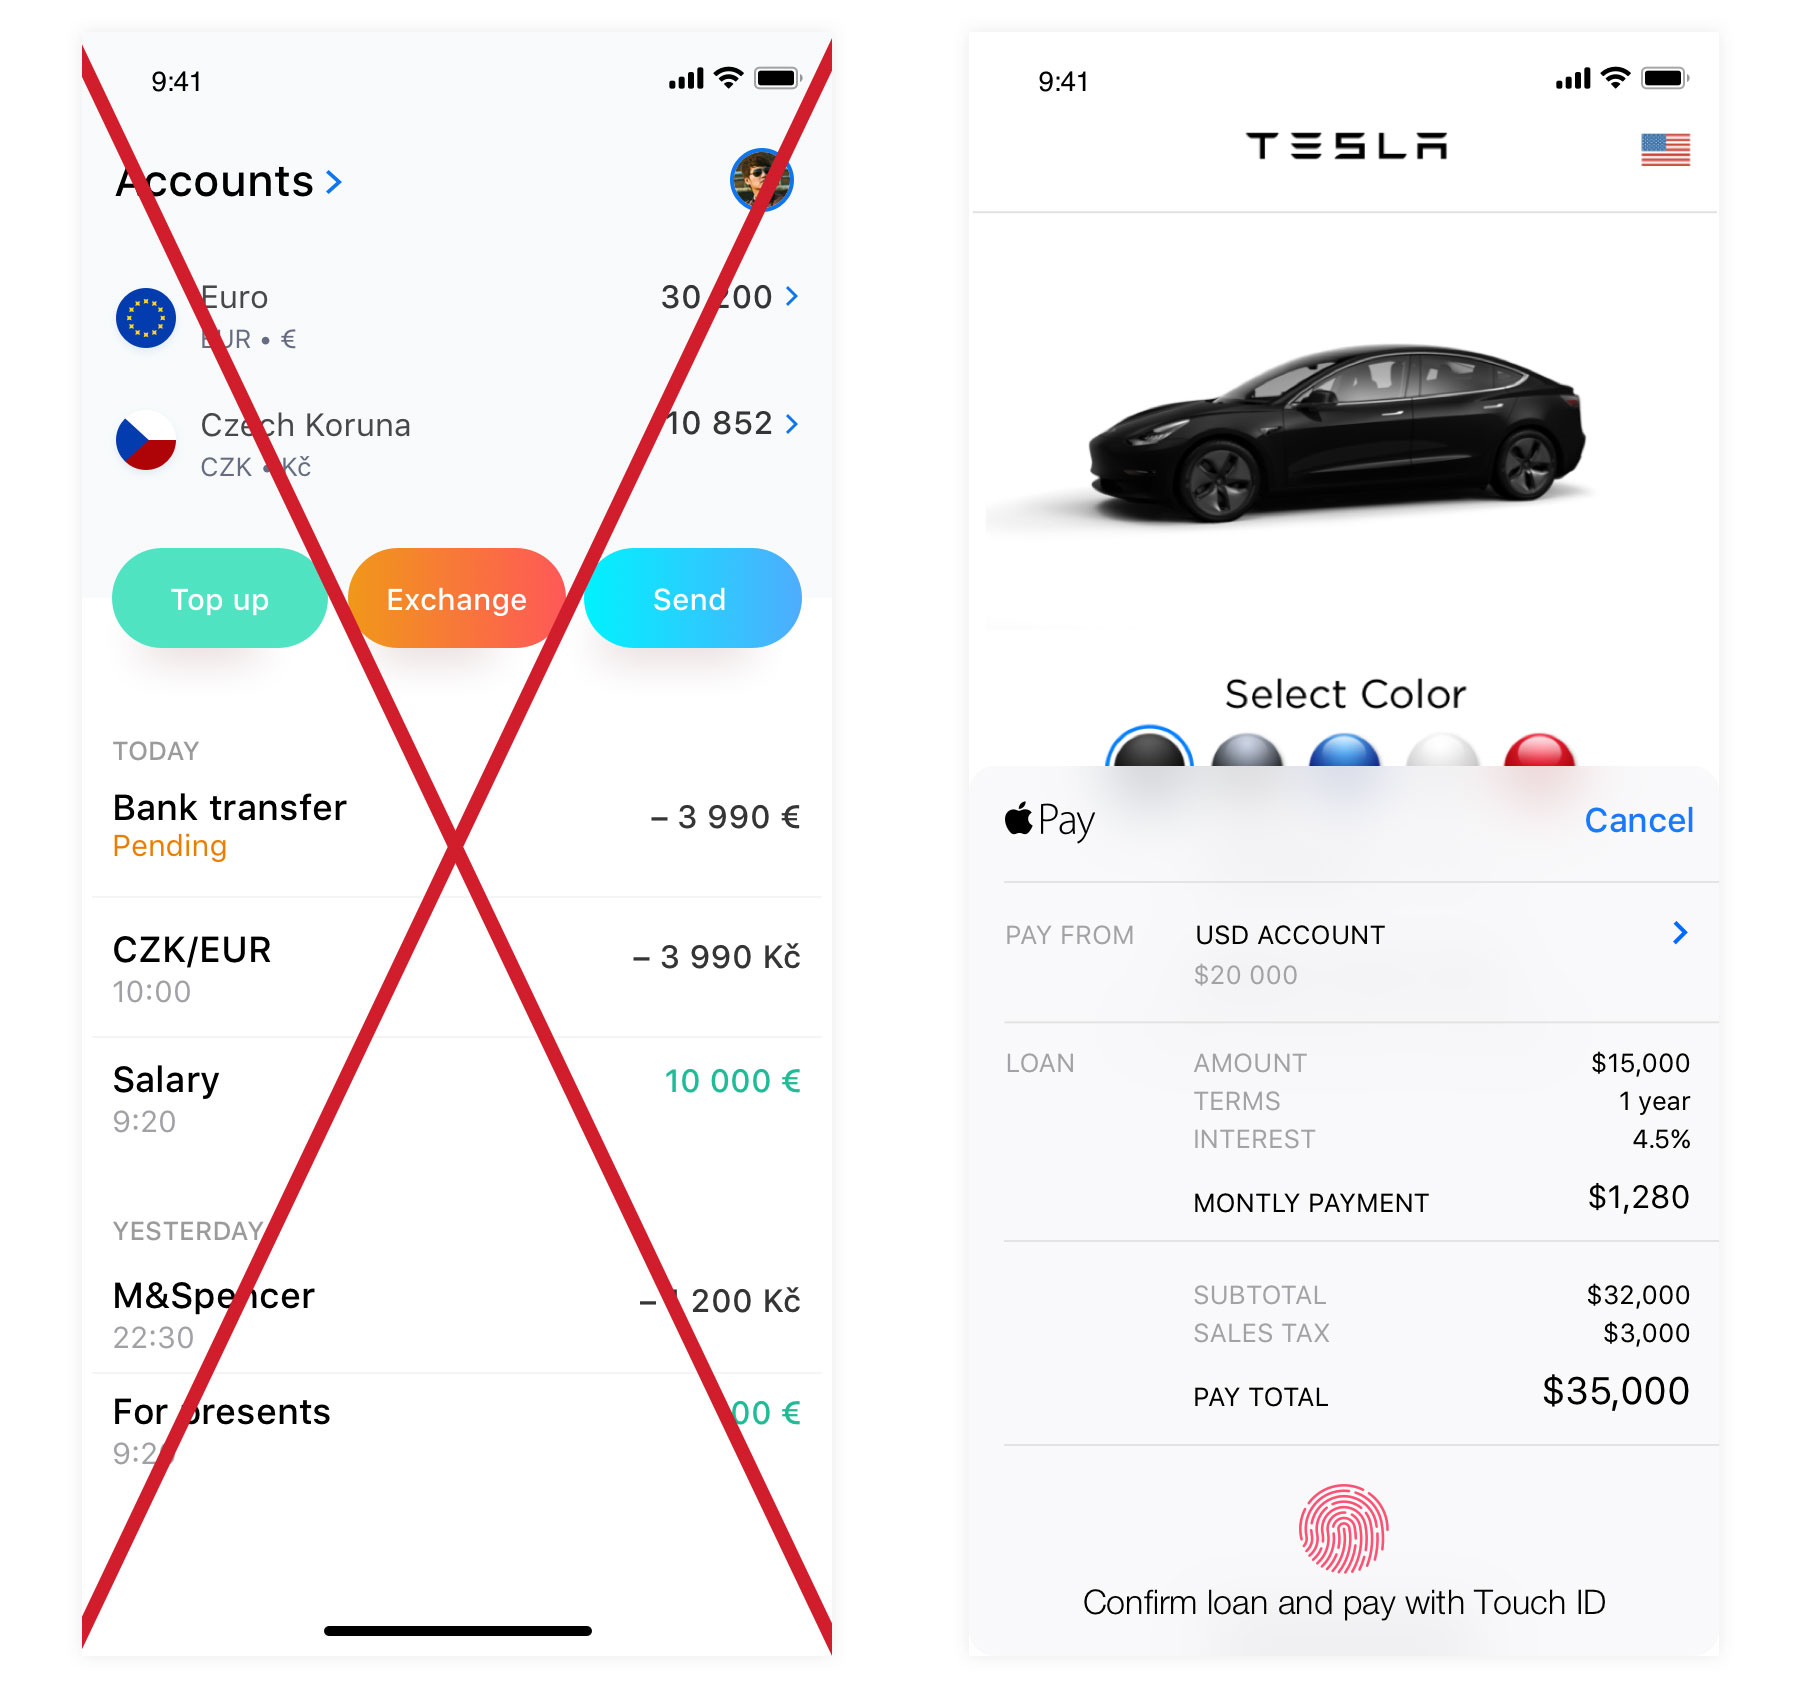 9:41
Accounts
Euro
30 200
EUR • €
Czech Koruna
10 852
CZK • Kč
Top up
Exchange
Send
TODAY
Bank transfer
– 3 990 €
Pending
CZK/EUR
– 3 990 Kč
10:00
Salary
10 000 €
9:20
YESTERDAY
M&Spencer
– 1 200 Kč
22:30
For presents
00 €
9:20
9:41
TESLA
Select Color
Pay
Cancel
PAY FROM
USD ACCOUNT
$20 000
LOAN
AMOUNT
$15,000
TERMS
1 year
INTEREST
4.5%
MONTLY PAYMENT
$1,280
SUBTOTAL
$32,000
SALES TAX
$3,000
PAY TOTAL
$35,000
Confirm loan and pay with Touch ID